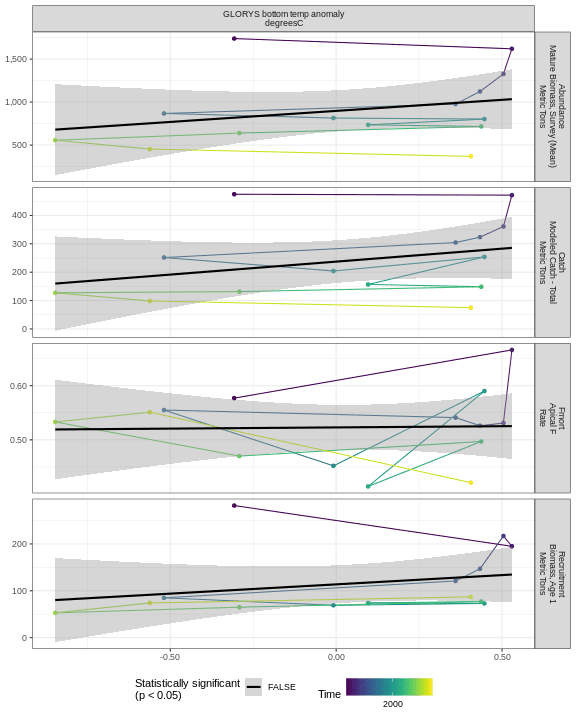 GLORYS bottom temp anomaly
degreesC
1,500
1,000
500
Abundance
Mature Biomass, Survey (Mean)
Metric Tons
400
300
200
100
0
Catch
Modeled Catch - Total
Metric Tons
0.60
0.50
Fmort
Apical F
Rate
200
100
0
Recruitment
Biomass, Age 1
Metric Tons
-0.50
0.00
0.50
Statistically significant
(p < 0.05)
FALSE
Time
2000